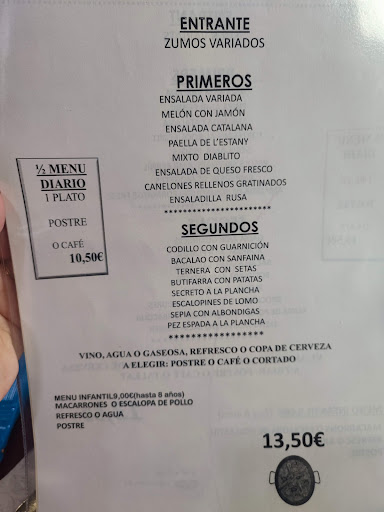 ENTRANTE
ZUMOS VARIADOS
PRIMEROS
ENSALADA VARIADA
MELÓN CON JAMÓN
ENSALADA CATALANA
PAELLA DE L'ESTANY
MIXTO DIABLITO
ENSALADA DE QUESO FRESCO
CANELONES RELLENOS GRATINADOS
ENSALADILLA RUSA
*********************
½ MENU
DIARIO
1 PLATO
POSTRE
O CAFÉ
10,50€
SEGUNDOS
CODILLO CON GUARNICIÓN
BACALAO CON SANFAINA
TERNERA CON SETAS
BUTIFARRA CON PATATAS
SECRETO A LA PLANCHA
ESCALOPINES DE LOMO
SEPIA CON ALBONDIGAS
PEZ ESPADA A LA PLANCHA
*****************
VINO, AGUA O GASEOSA, REFRESCO O COPA DE CERVEZA
A ELEGIR: POSTRE O CAFÉ O CORTADO
MENU INFANTIL9,00€(hasta 8 años)
MACARRONES O ESCALOPA DE POLLO
REFRESCO O AGUA
POSTRE
13,50€